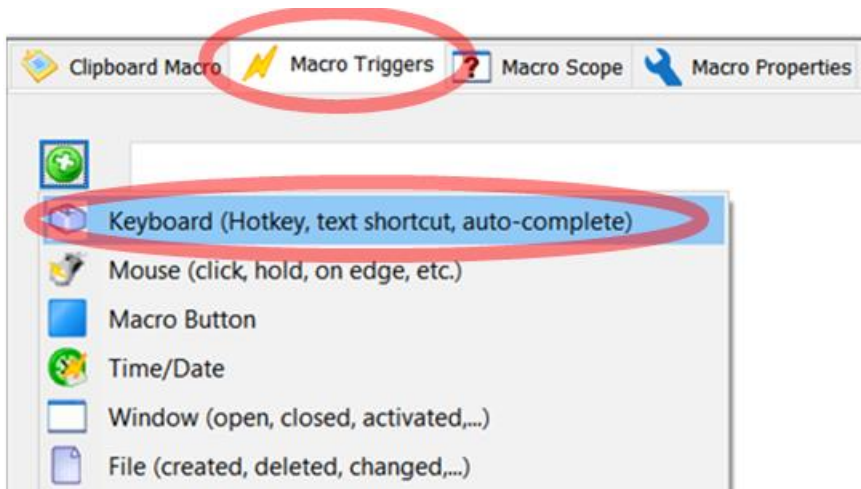 Clipboard Macro Macro Triggers Macro Scope Macro Properties
Keyboard (Hotkey, text shortcut, auto-complete)
Mouse (click, hold, on edge, etc.)
Macro Button
Time/Date
Window (open, closed, activated,...)
File (created, deleted, changed,...)